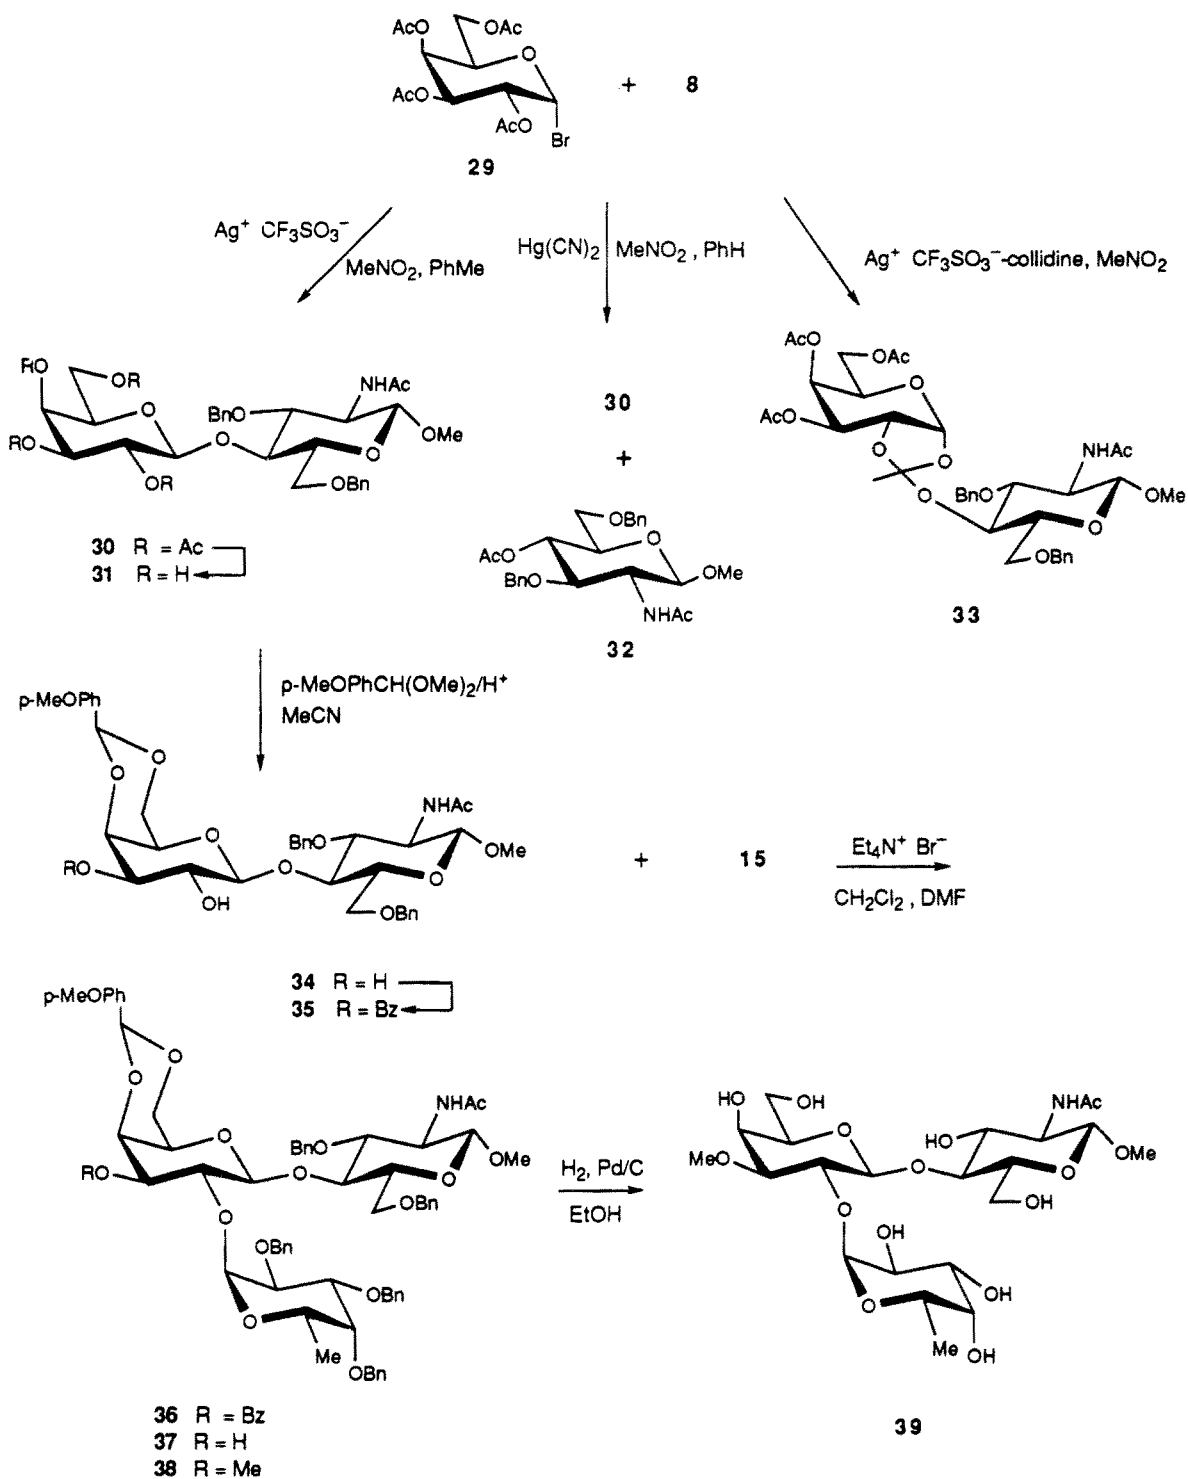 AcO
OAc
O
AcO
AcO
Br
+ 8
29
Ag+ CF3SO3−
MeNO2, PhMe
Hg(CN)2 MeNO2, PhH
Ag+ CF3SO3−-collidine, MeNO2
RO
OR
O
RO
OR
O
BnO
NHAc
OMe
O
OBn
30 R = Ac
31 R = H
30
+
OBn
AcO
O
BnO
OMe
NHAc
32
AcO
OAc
O
AcO
O
O
O
BnO
NHAc
OMe
O
OBn
33
p-MeOPhCH(OMe)2/H+
MeCN
p-MeOPh
O
O
O
RO
OH
O
BnO
NHAc
OMe
O
OBn
34 R = H
35 R = Bz
+ 15
Et4N+ Br−
CH2Cl2, DMF
p-MeOPh
O
O
O
RO
O
BnO
NHAc
OMe
O
OBn
O
OBn
OBn
O
Me
OBn
36 R = Bz
37 R = H
38 R = Me
H2, Pd/C
EtOH
HO
OH
O
MeO
O
HO
NHAc
OMe
O
OH
O
OH
OH
O
Me
OH
39